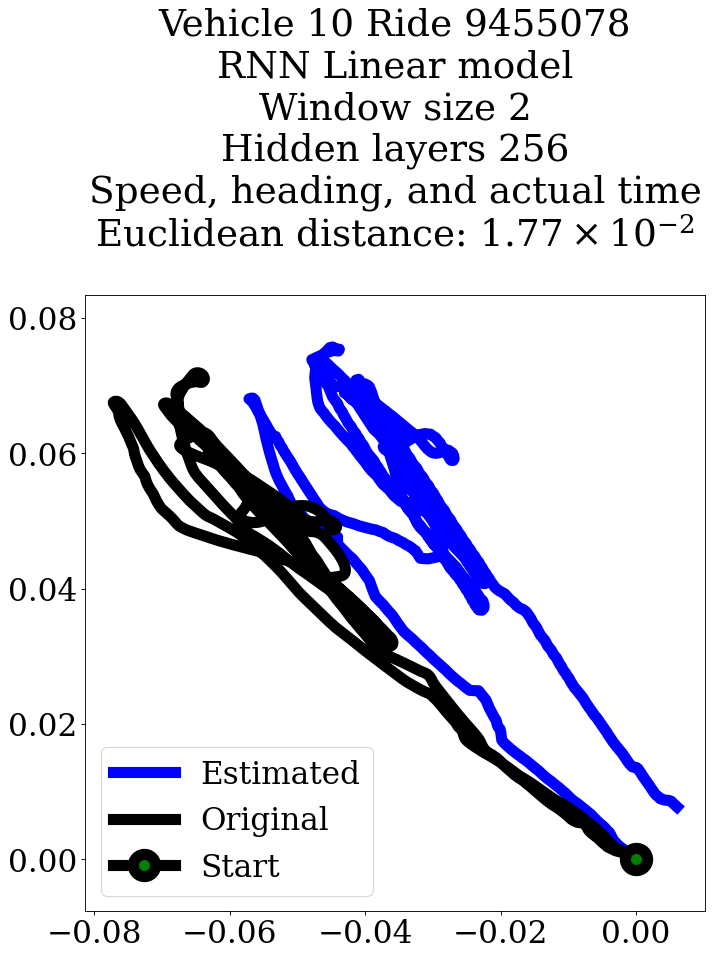 Vehicle 10 Ride 9455078
RNN Linear model
Window size 2
Hidden layers 256
Speed, heading, and actual time
Euclidean distance: $1.77 \times 10^{-2}$
0.08
0.06
0.04
0.02
0.00
Estimated
Original
Start
−0.08 −0.06 −0.04 −0.02 0.00